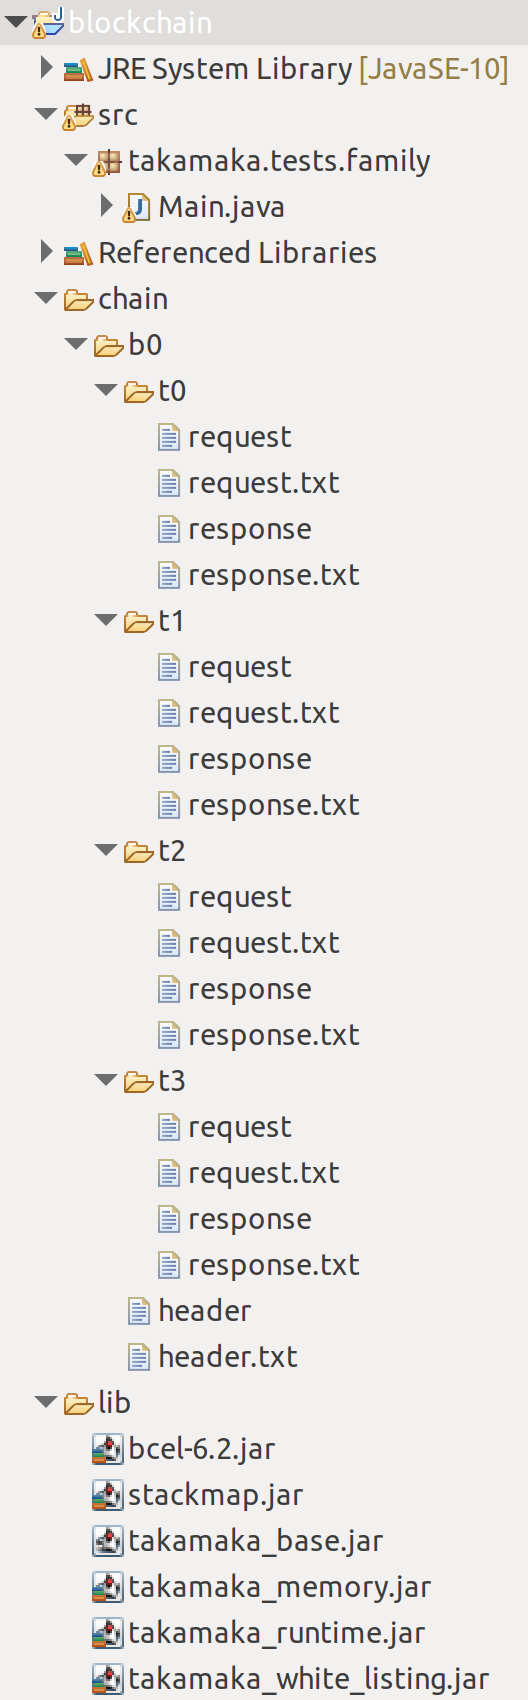 blockchain
JRE System Library [JavaSE-10]
src
takamaka.tests.family
Main.java
Referenced Libraries
chain
b0
t0
request
request.txt
response
response.txt
t1
request
request.txt
response
response.txt
t2
request
request.txt
response
response.txt
t3
request
request.txt
response
response.txt
header
header.txt
lib
bcel-6.2.jar
stackmap.jar
takamaka_base.jar
takamaka_memory.jar
takamaka_runtime.jar
takamaka_white_listing.jar